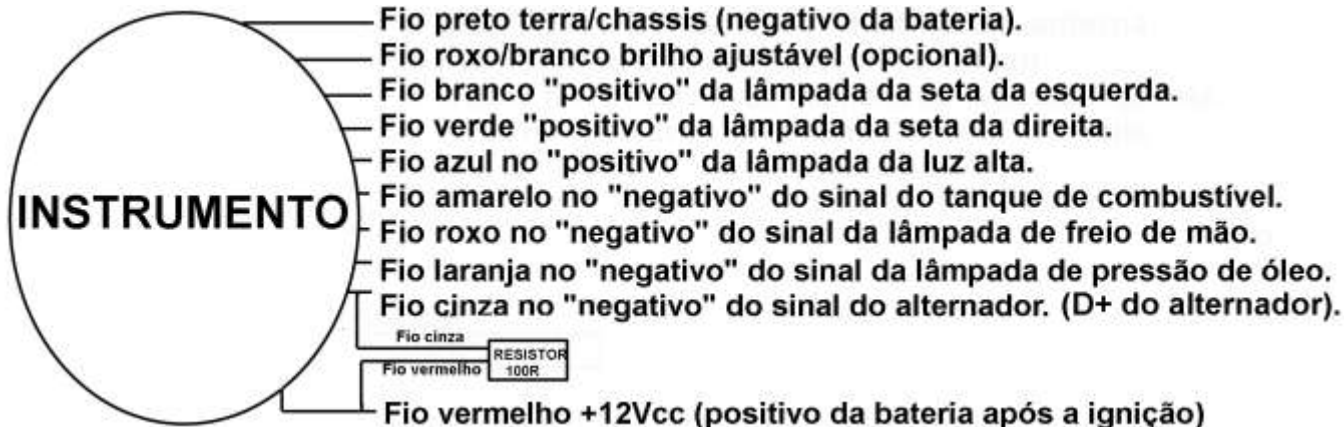 Fio preto terra/chassis (negativo da bateria).
Fio roxo/branco brilho ajustável (opcional).
Fio branco "positivo" da lâmpada da seta da esquerda.
Fio verde "positivo" da lâmpada da seta da direita.
Fio azul no "positivo" da lâmpada da luz alta.
Fio amarelo no "negativo" do sinal do tanque de combustível.
INSTRUMENTO
Fio roxo no "negativo" do sinal da lâmpada de freio de mão.
Fio laranja no "negativo" do sinal da lâmpada de pressão de óleo.
Fio cinza no "negativo" do sinal do alternador. (D+ do alternador).
Fio cinza
RESISTOR
100R
Fio vermelho
Fio vermelho +12Vcc (positivo da bateria após a ignição)